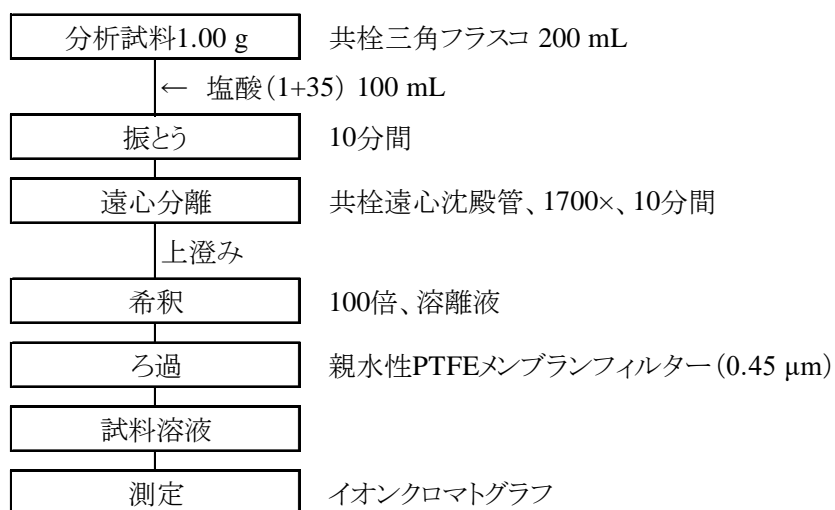 分析試料1.00 g 共栓三角フラスコ 200 mL
← 塩酸（1+35） 100 mL
振とう 10分間
遠心分離 共栓遠心沈殿管、1700×、10分間
上澄み
希釈 100倍、溶離液
ろ過 親水性PTFEメンブランフィルター（0.45 µm）
試料溶液
測定 イオンクロマトグラフ